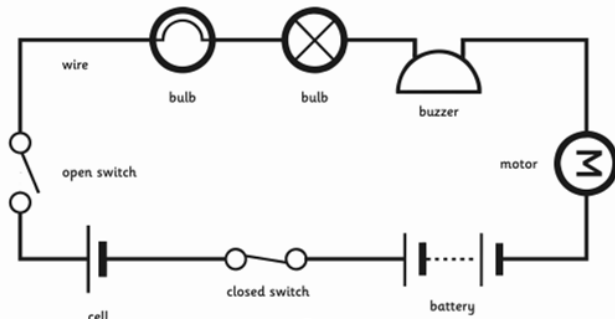 wire
bulb
bulb
buzzer
open switch
motor
M
closed switch
battery
cell